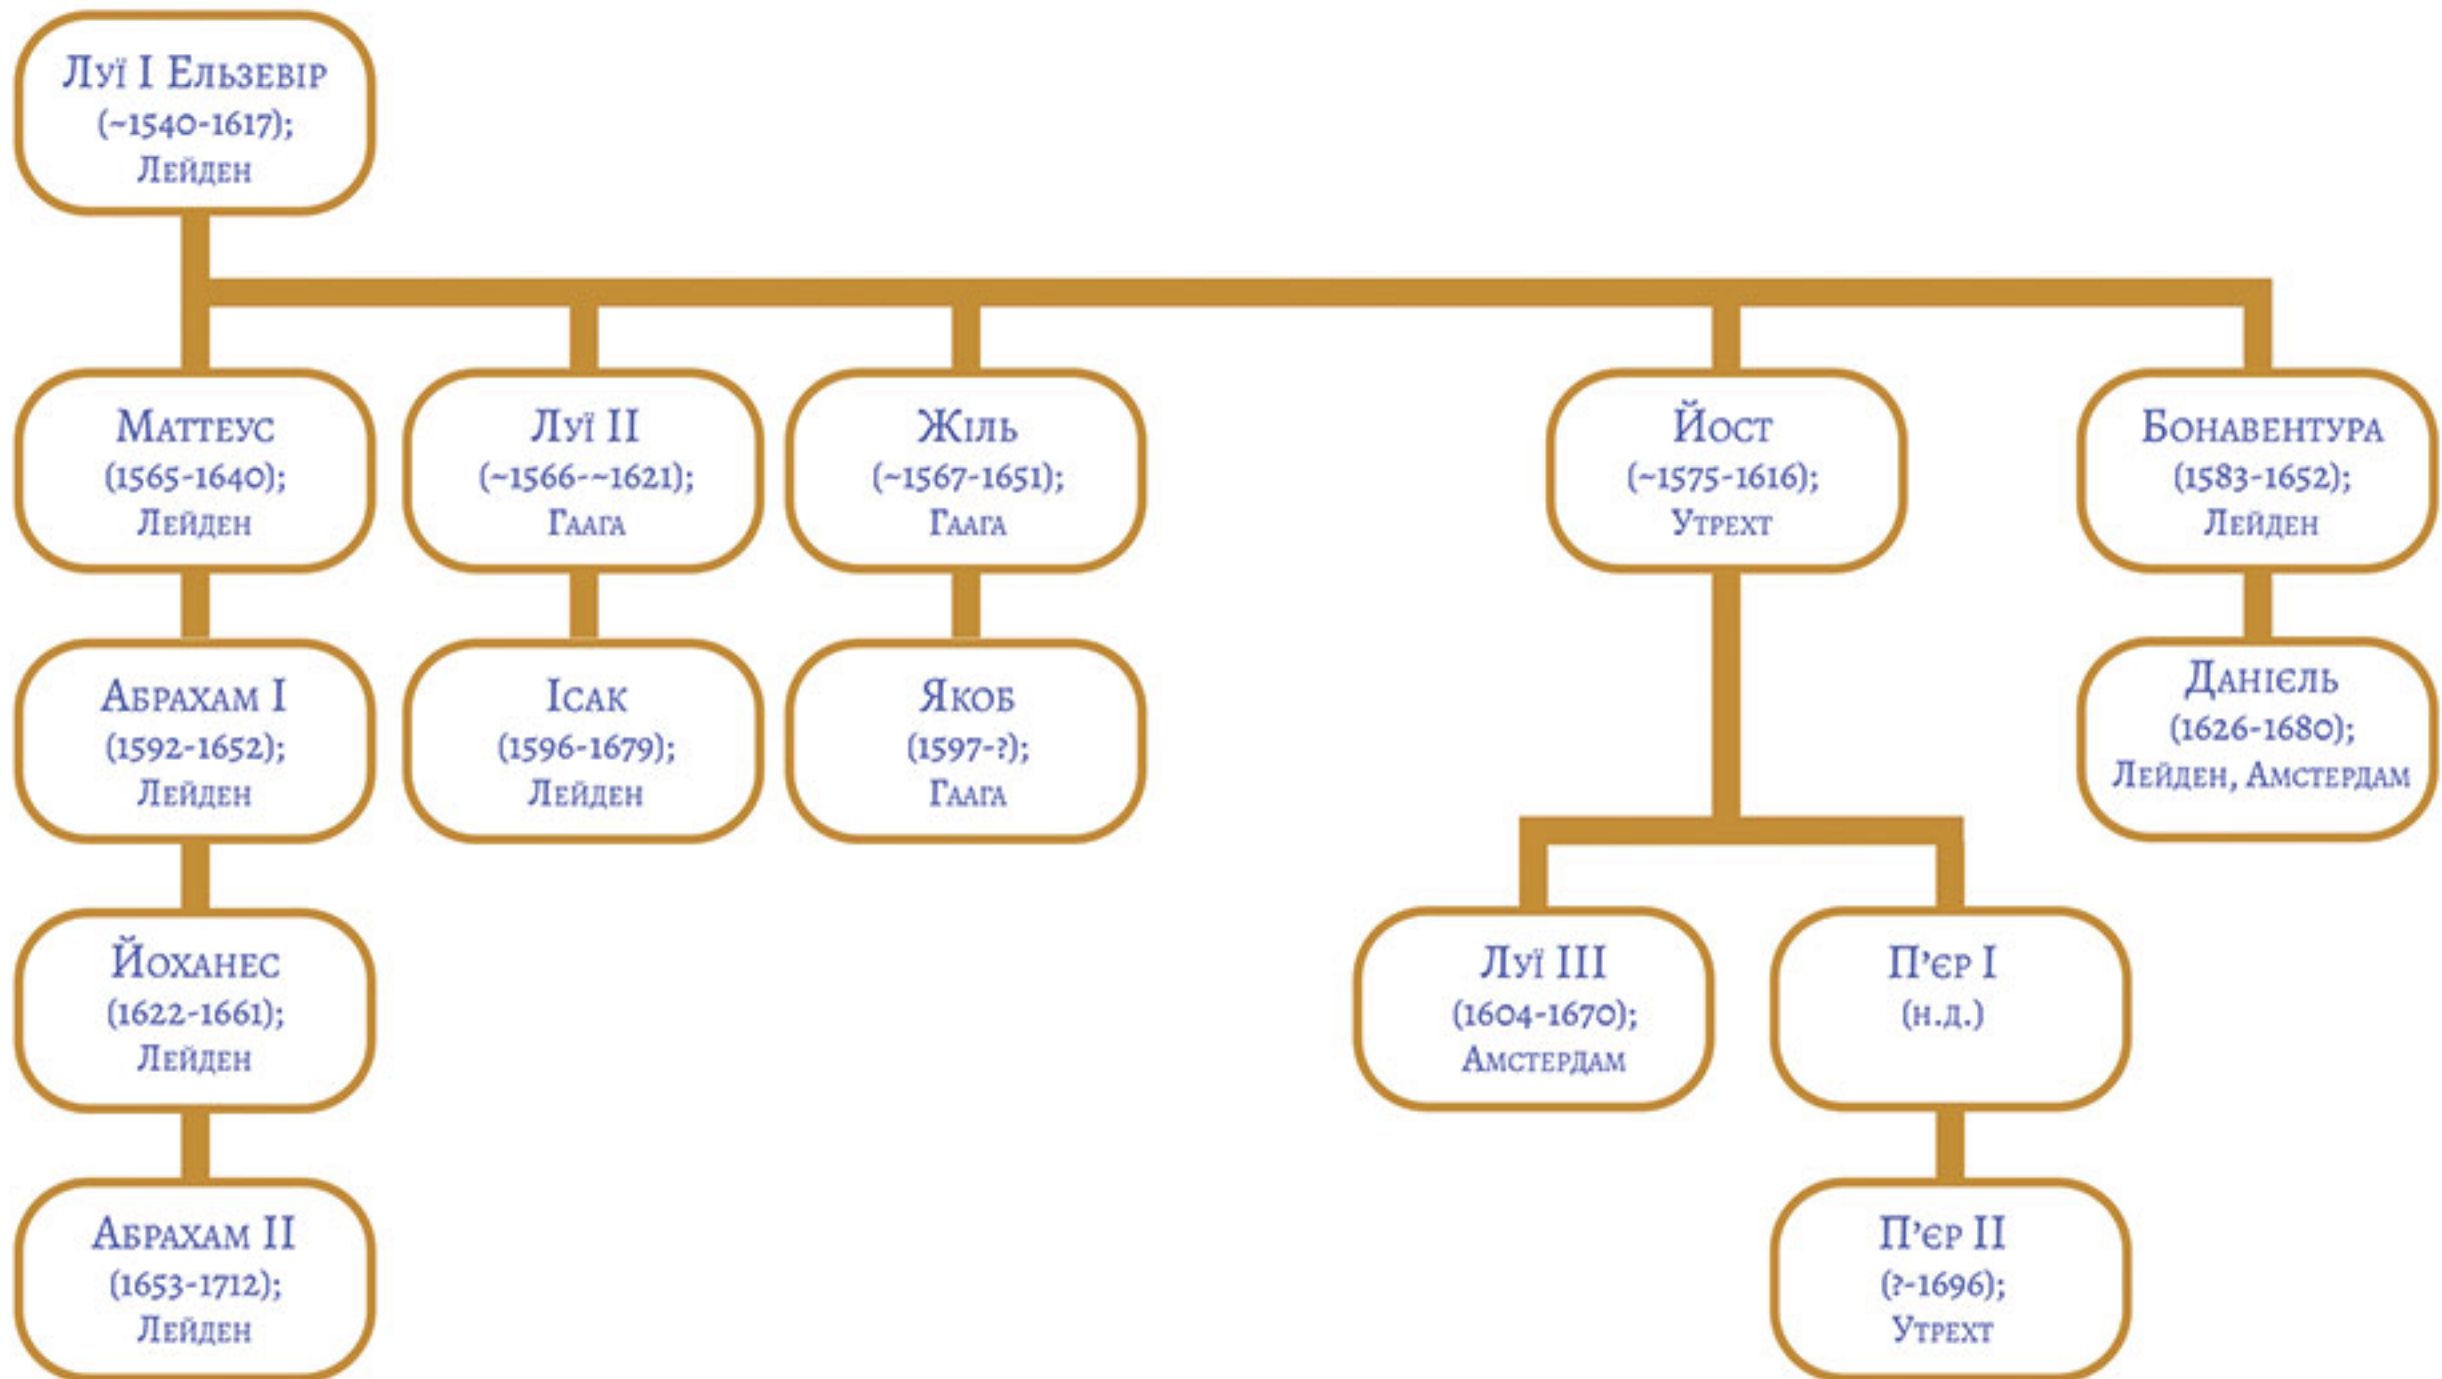 Луї I Ельзевір
(~1540-1617);
Лейден
Маттеус
(1565-1640);
Лейден
Луї II
(~1566-~1621);
Гаага
Жіль
(~1567-1651);
Гаага
Йост
(~1575-1616);
Утрехт
Бонавентура
(1583-1652);
Лейден
Абрахам I
(1592-1652);
Лейден
Ісак
(1596-1679);
Лейден
Якоб
(1597-?);
Гаага
Данієль
(1626-1680);
Лейден, Амстердам
Йоханес
(1622-1661);
Лейден
Луї III
(1604-1670);
Амстердам
П’єр I
(н.д.)
Абрахам II
(1653-1712);
Лейден
П’єр II
(?-1696);
Утрехт